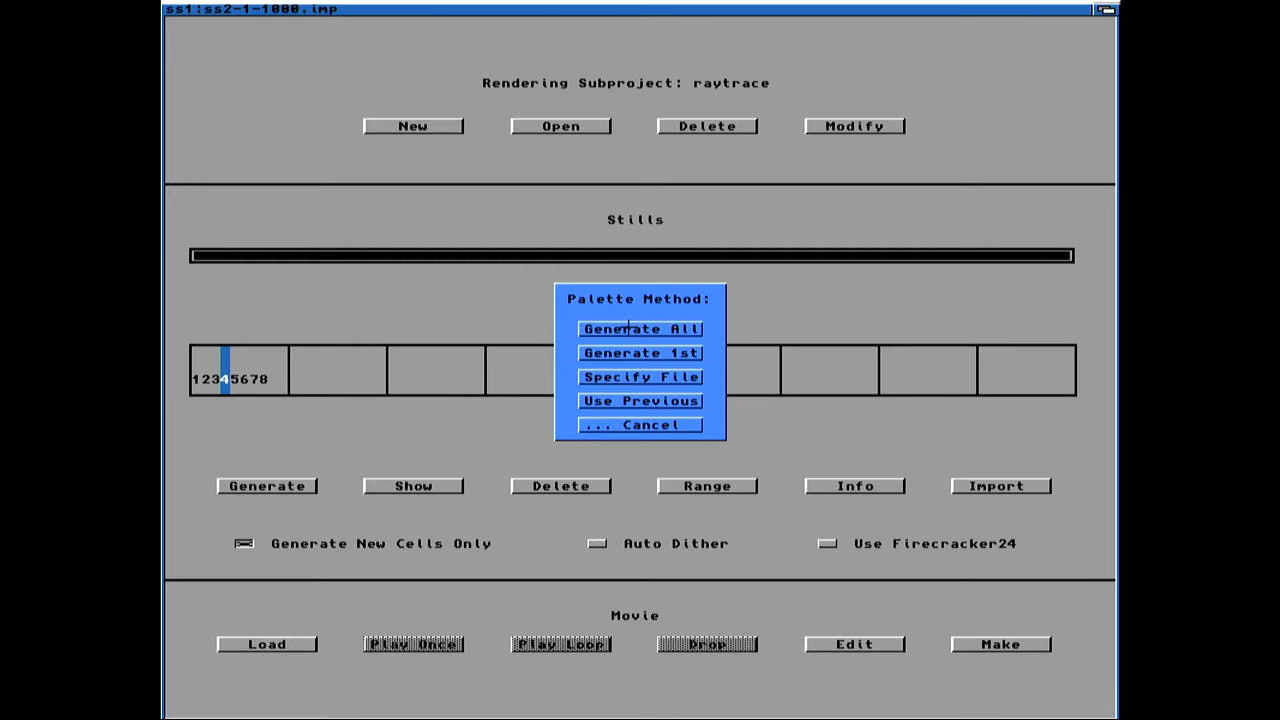 ss1:ss2-1-1000.imp
Rendering Subproject: raytrace
New Open Delete Modify
Stills
Palette Method:
Generate All
Generate 1st
Specify File
Use Previous
... Cancel
12345678
Generate Show Delete Range Info Import
Generate New Cells Only Auto Dither Use Firecracker24
Movie
Load Play Once Play Loop Drop Edit Make